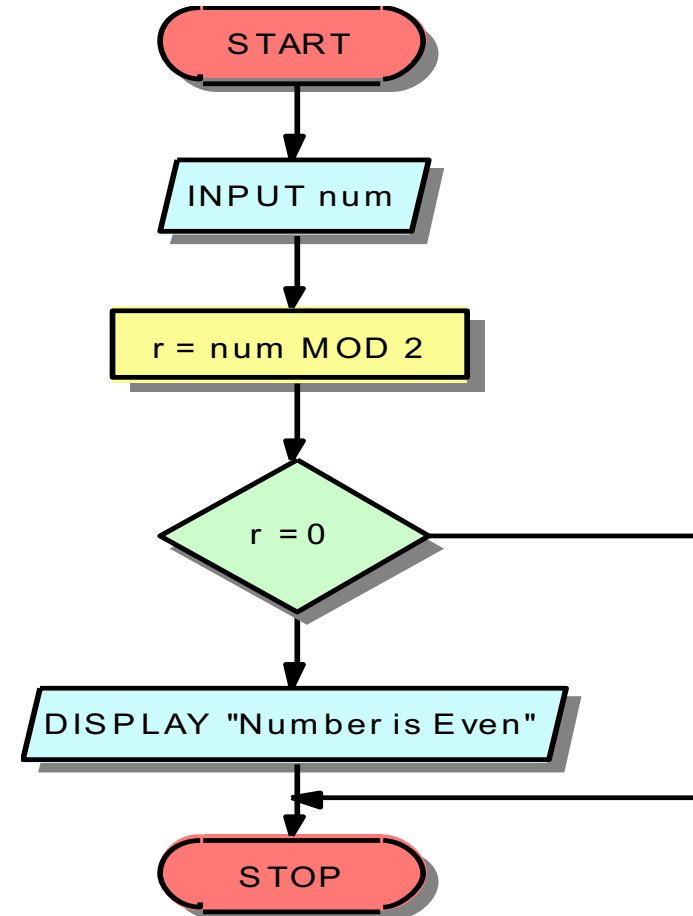 START
INPUT num
r = num MOD 2
r = 0
DISPLAY "Number is Even"
STOP